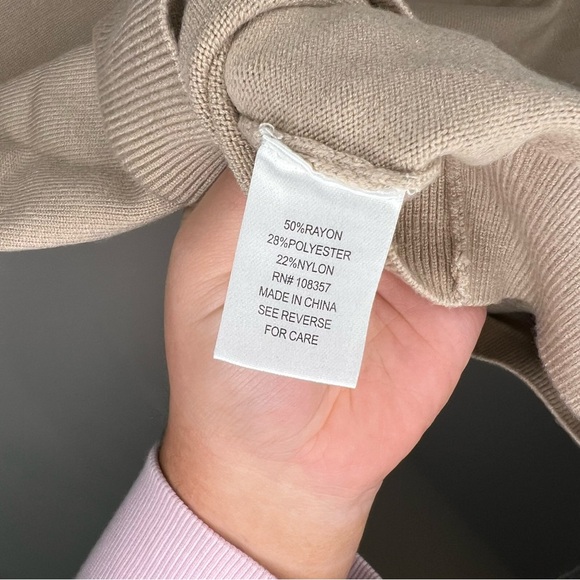 50%RAYON
28%POLYESTER
22%NYLON
RN# 108357
MADE IN CHINA
SEE REVERSE
FOR CARE